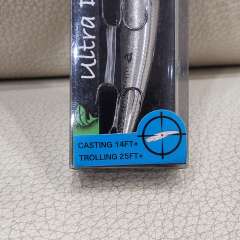 Ultra
CASTING 14FT+
TROLLING 25FT+